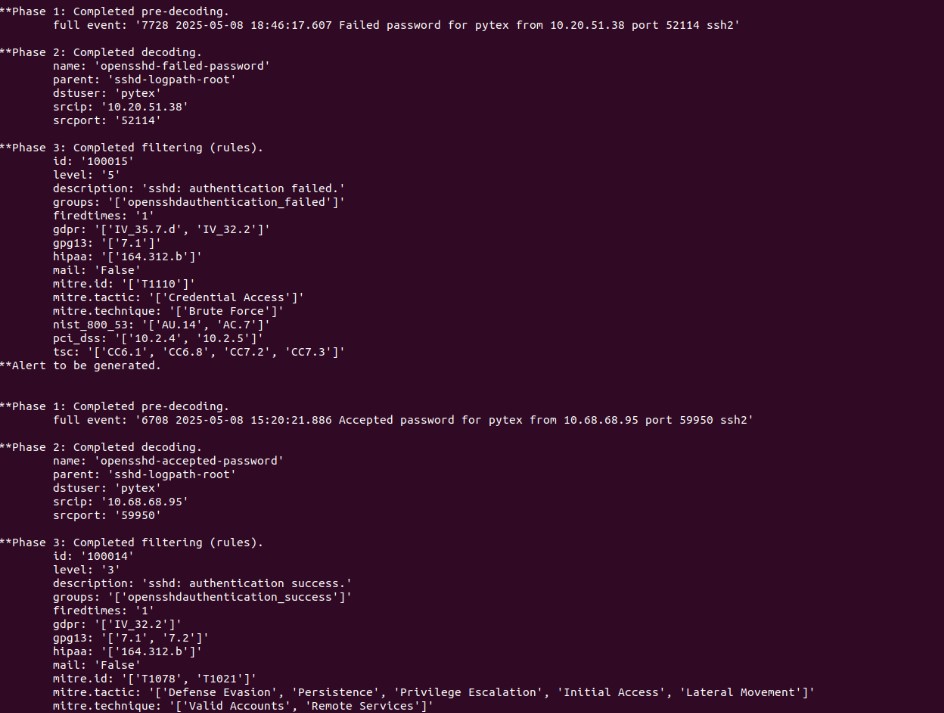 **Phase 1: Completed pre-decoding.
full event: '7728 2025-05-08 18:46:17.607 Failed password for pytex from 10.20.51.38 port 52114 ssh2'
**Phase 2: Completed decoding.
name: 'opensshd-failed-password'
parent: 'sshd-logpath-root'
dstuser: 'pytex'
srcip: '10.20.51.38'
srcport: '52114'
**Phase 3: Completed filtering (rules).
id: '100015'
level: '5'
description: 'sshd: authentication failed.'
groups: '['opensshdauthentication_failed']'
firedtimes: '1'
gdpr: '['IV_35.7.d', 'IV_32.2']'
gpg13: '['7.1']'
hipaa: '['164.312.b']'
mail: 'False'
mitre.id: '['T1110']'
mitre.tactic: '['Credential Access']'
mitre.technique: '['Brute Force']'
nist_800_53: '['AU.14', 'AC.7']'
pci_dss: '['10.2.4', '10.2.5']'
tsc: '['CC6.1', 'CC6.8', 'CC7.2', 'CC7.3']'
**Alert to be generated.
**Phase 1: Completed pre-decoding.
full event: '6708 2025-05-08 15:20:21.886 Accepted password for pytex from 10.68.68.95 port 59950 ssh2'
**Phase 2: Completed decoding.
name: 'opensshd-accepted-password'
parent: 'sshd-logpath-root'
dstuser: 'pytex'
srcip: '10.68.68.95'
srcport: '59950'
**Phase 3: Completed filtering (rules).
id: '100014'
level: '3'
description: 'sshd: authentication success.'
groups: '['opensshdauthentication_success']'
firedtimes: '1'
gdpr: '['IV_32.2']'
gpg13: '['7.1', '7.2']'
hipaa: '['164.312.b']'
mail: 'False'
mitre.id: '['T1078', 'T1021']'
mitre.tactic: '['Defense Evasion', 'Persistence', 'Privilege Escalation', 'Initial Access', 'Lateral Movement']'
mitre.technique: '['Valid Accounts', 'Remote Services']'